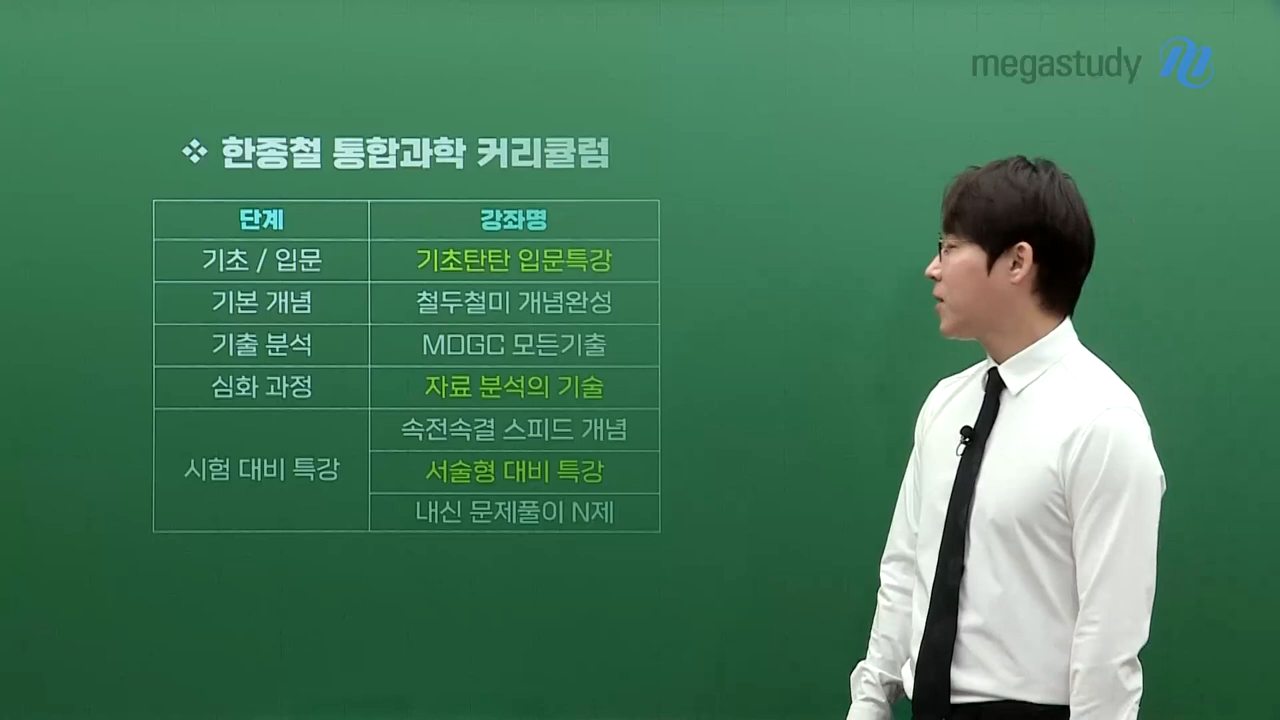 megastudy
❖ 한종철 통합과학 커리큘럼
단계 강좌명
기초 / 입문 기초탄탄 입문특강
기본 개념 철두철미 개념완성
기출 분석 MDGC 모든기출
심화 과정 자료 분석의 기술
속전속결 스피드 개념
시험 대비 특강 서술형 대비 특강
내신 문제풀이 N제